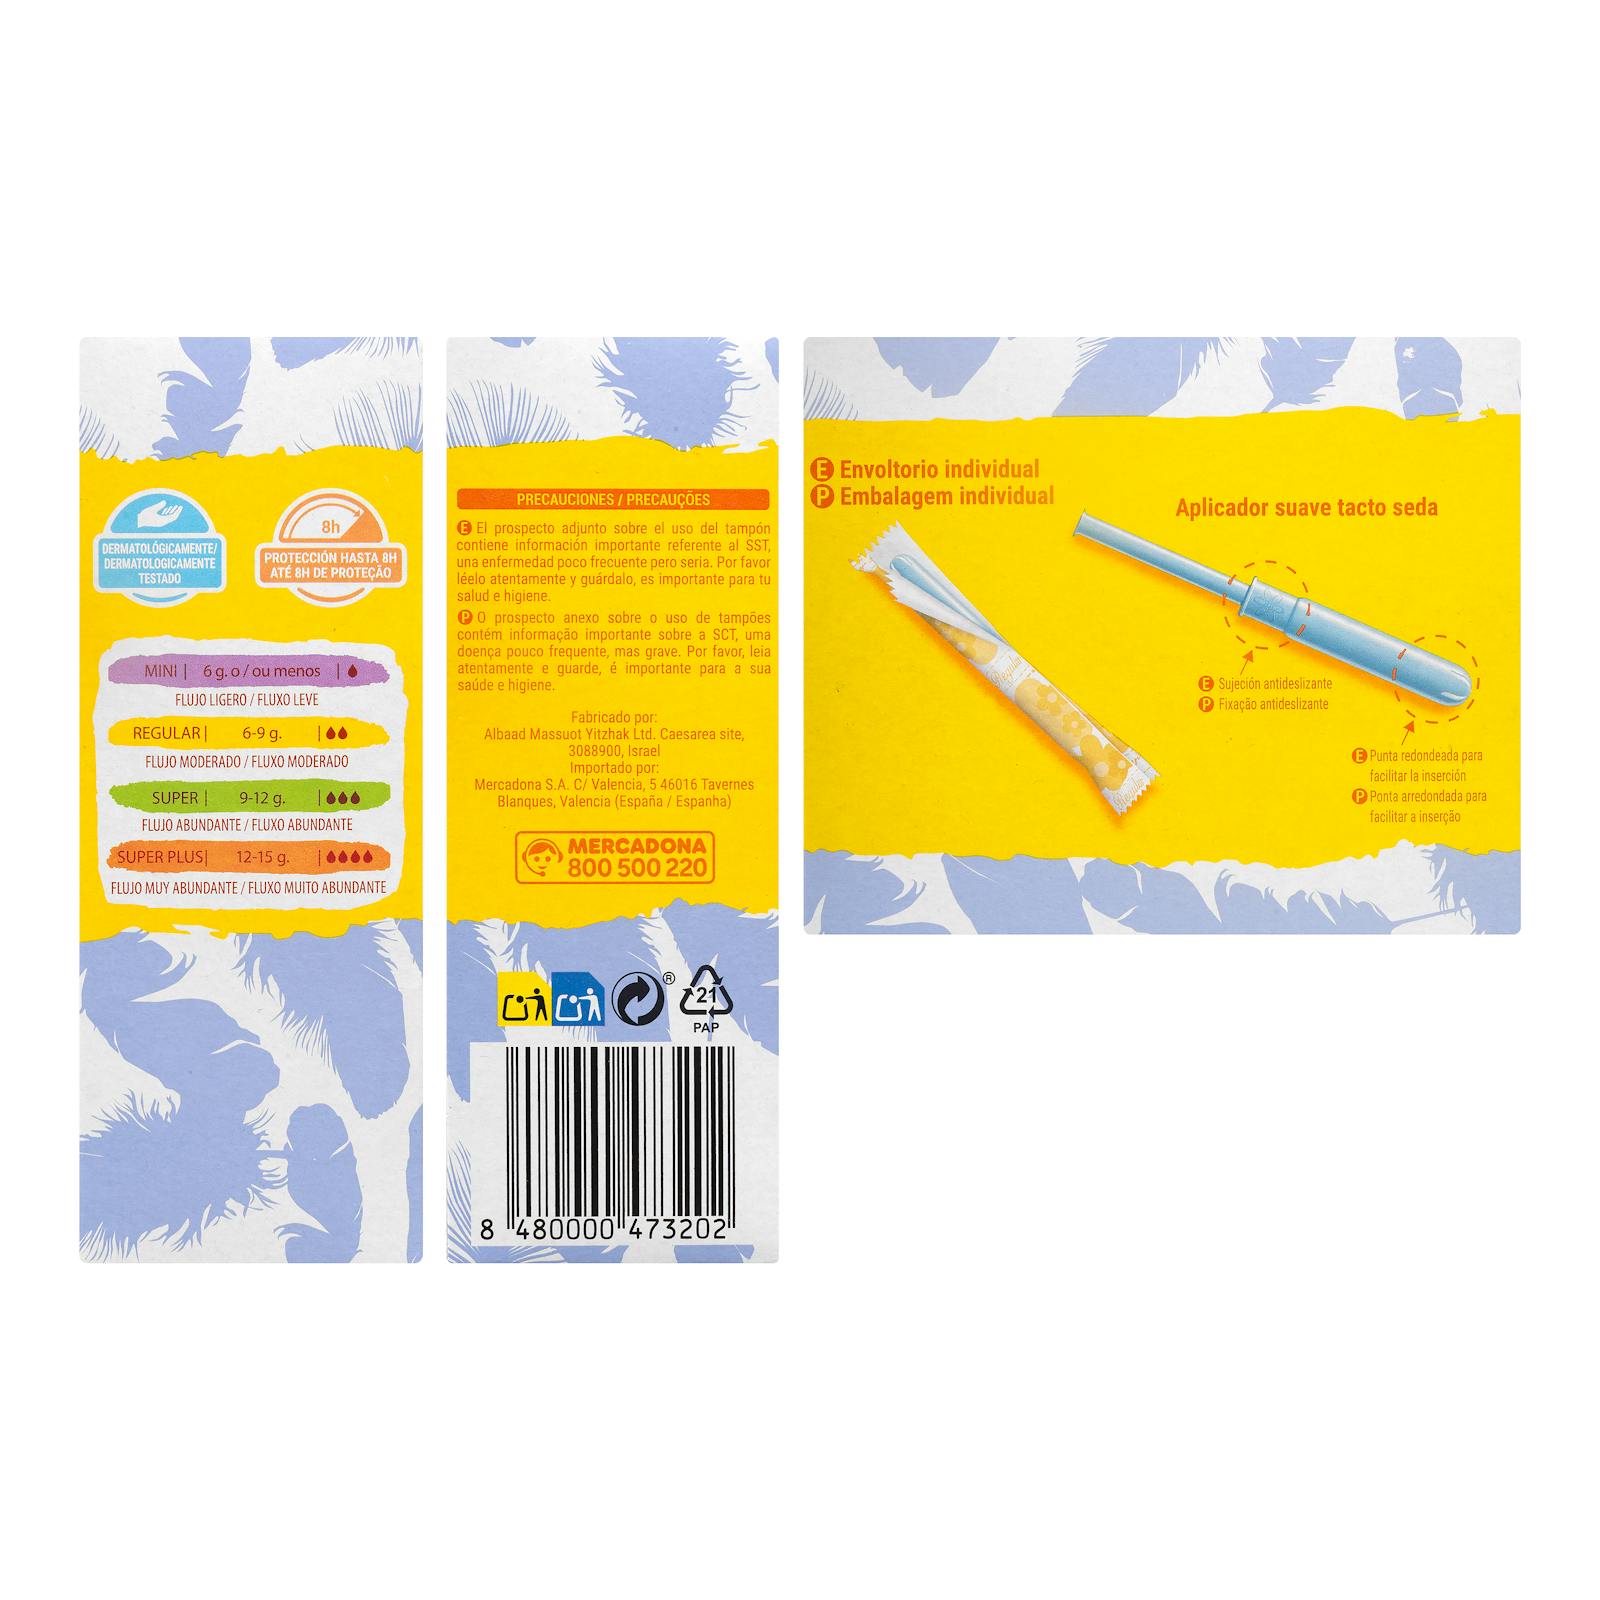 DERMATOLÓGICAMENTE/
DERMATOLOGICAMENTE
TESTADO
8h
PROTECCIÓN HASTA 8H
ATÉ 8H DE PROTEÇÃO
MINI | 6 g. o / ou menos |
FLUJO LIGERO / FLUXO LEVE
REGULAR | 6-9 g. |
FLUJO MODERADO / FLUXO MODERADO
SUPER | 9-12 g. |
FLUJO ABUNDANTE / FLUXO ABUNDANTE
SUPER PLUS | 12-15 g. |
FLUJO MUY ABUNDANTE / FLUXO MUITO ABUNDANTE
PRECAUCIONES / PRECAUÇÕES
E El prospecto adjunto sobre el uso del tampón
contiene información importante referente al SST,
una enfermedad poco frecuente pero seria. Por favor
léelo atentamente y guárdalo, es importante para tu
salud e higiene.
P O prospecto anexo sobre o uso de tampões
contém informação importante sobre a SCT, uma
doença pouco frequente, mas grave. Por favor, leia
atentamente e guarde, é importante para a sua
saúde e higiene.
Fabricado por:
Albaad Massuot Yitzhak Ltd. Caesarea site,
3088900, Israel
Importado por:
Mercadona S.A. C/ Valencia, 5 46016 Tavernes
Blanques, Valencia (España / Espanha)
MERCADONA
800 500 220
®
21
PAP
8 480000 473202
E Envoltorio individual
P Embalagem individual
Aplicador suave tacto seda
Regular
Regular
E Sujeción antideslizante
P Fixação antideslizante
E Punta redondeada para
facilitar la inserción
P Ponta arredondada para
facilitar a inserção